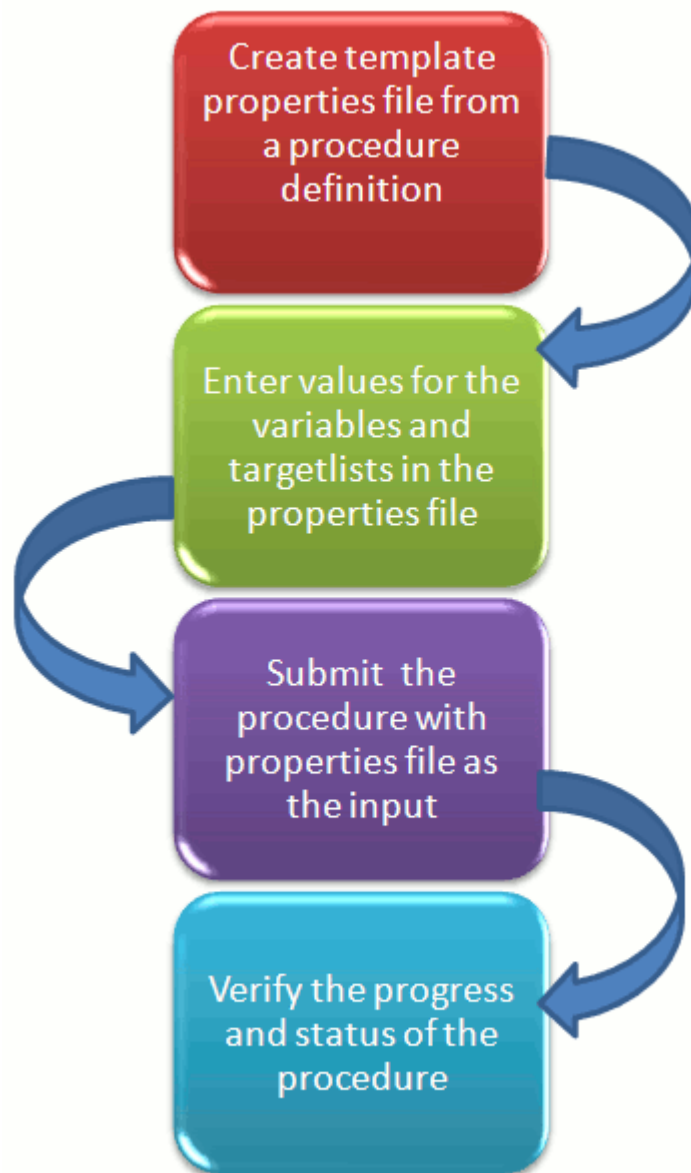 Create template
properties file from
a procedure
definition
Enter values for the
variables and
targetlists in the
properties file
Submit the
procedure with
properties file as
the input
Verify the progress
and status of the
procedure